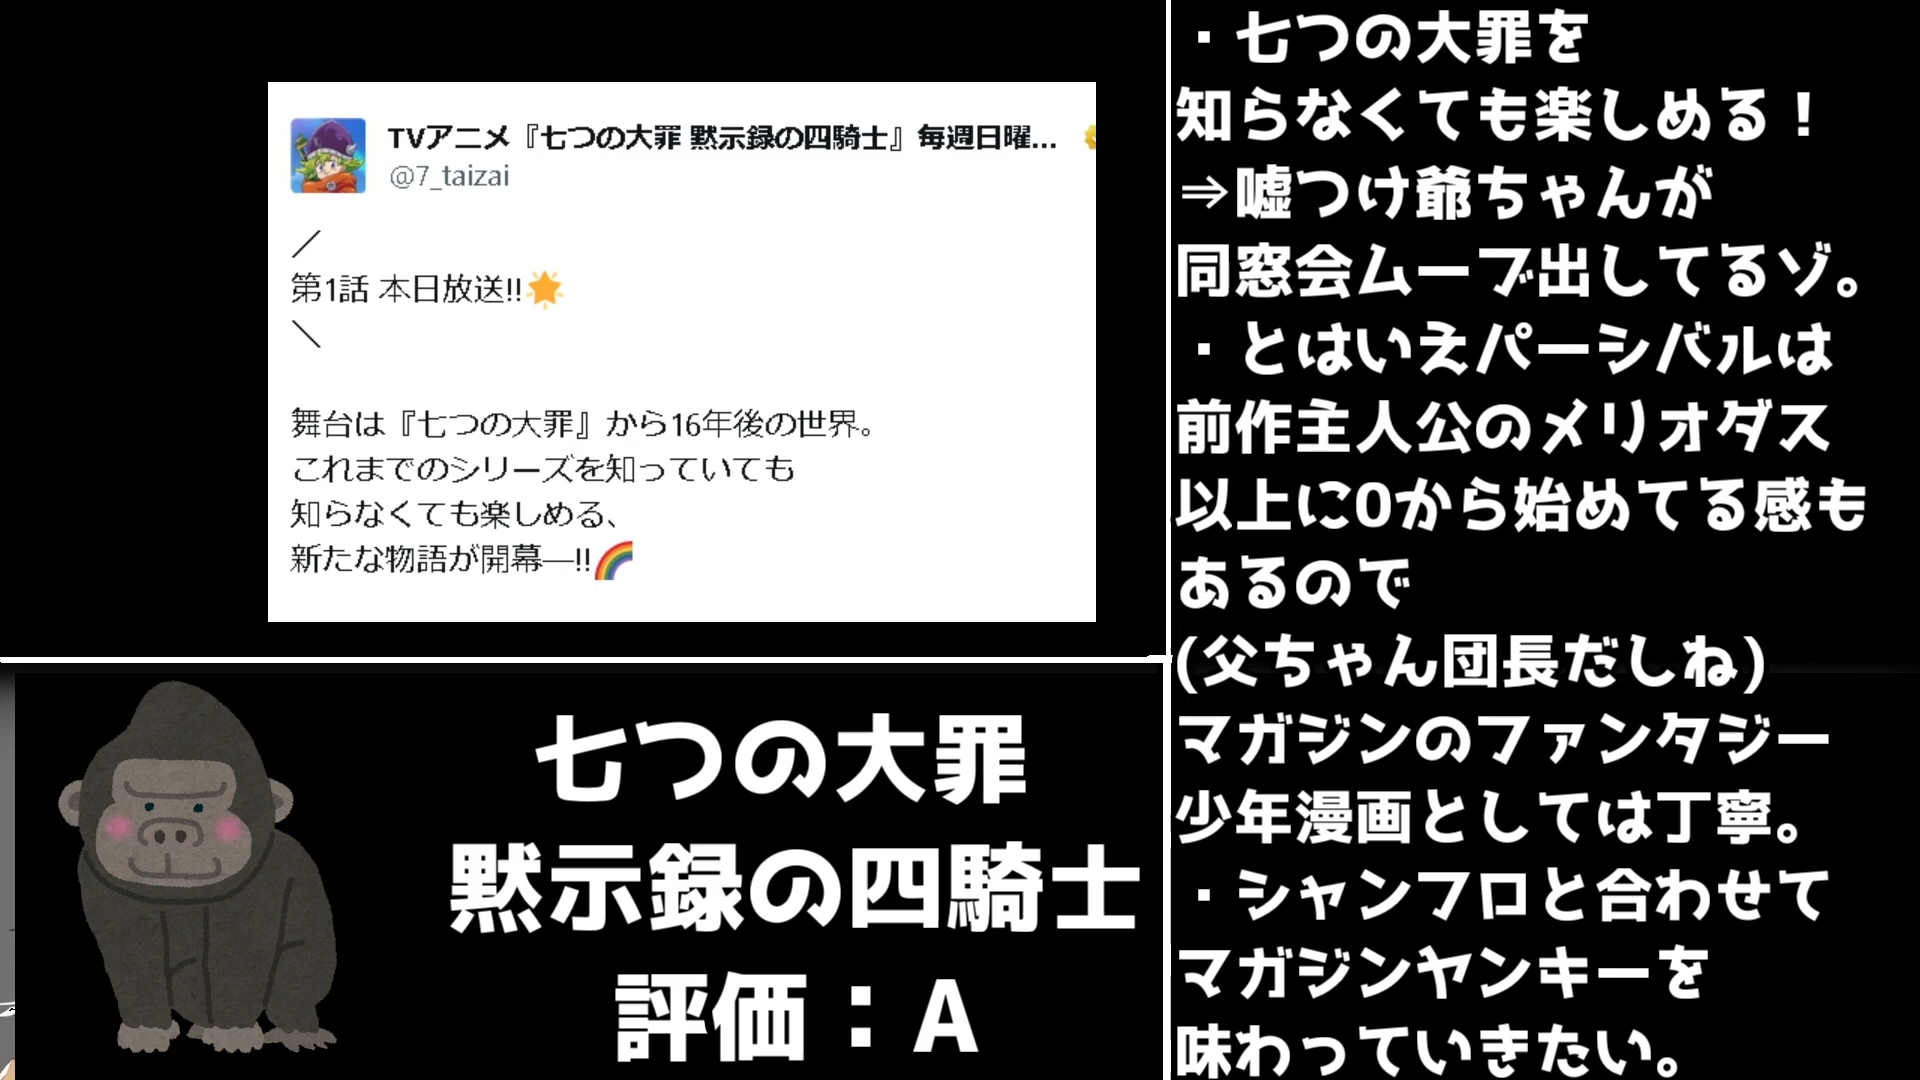 TVアニメ『七つの大罪 黙示録の四騎士』毎週日曜...
@7_taizai
／
第1話 本日放送!!🌟
＼
舞台は『七つの大罪』から16年後の世界。
これまでのシリーズを知っていても
知らなくても楽しめる、
新たな物語が開幕―!!🌈
七つの大罪
黙示録の四騎士
評価：A
・七つの大罪を
知らなくても楽しめる！
⇒嘘つけ爺ちゃんが
同窓会ムーブ出してるゾ。
・とはいえパーシバルは
前作主人公のメリオダス
以上に0から始めてる感も
あるので
(父ちゃん団長だしね)
マガジンのファンタジー
少年漫画としては丁寧。
・シャンフロと合わせて
マガジンヤンキーを
味わっていきたい。